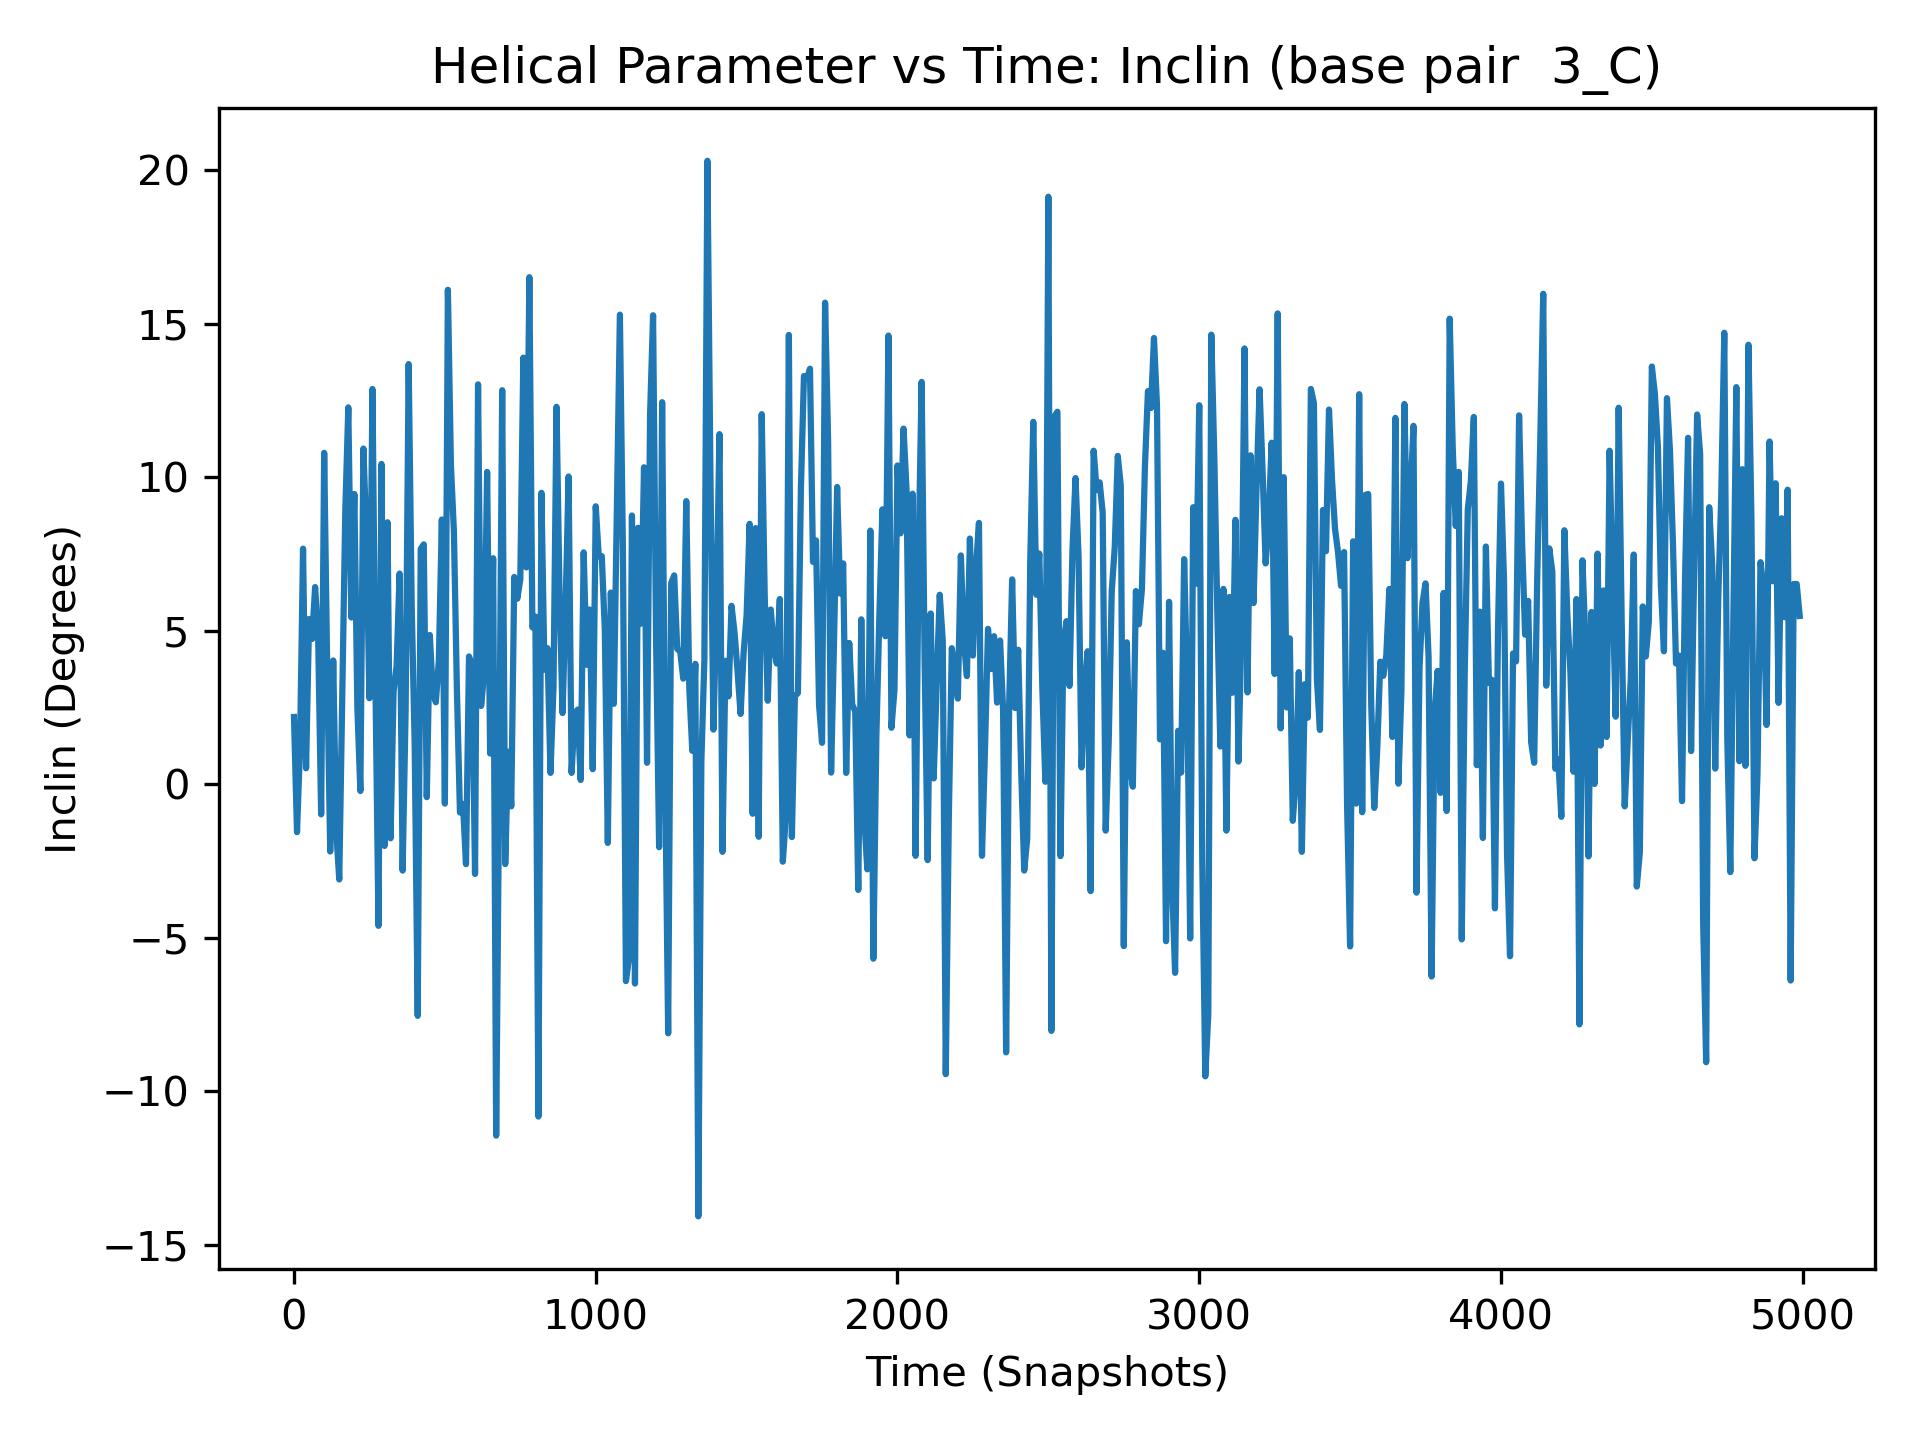 Helical Parameter vs Time: Inclin (base pair  3_C)
20
15
10
5
0
−5
−10
−15
Inclin (Degrees)
0 1000 2000 3000 4000 5000
Time (Snapshots)